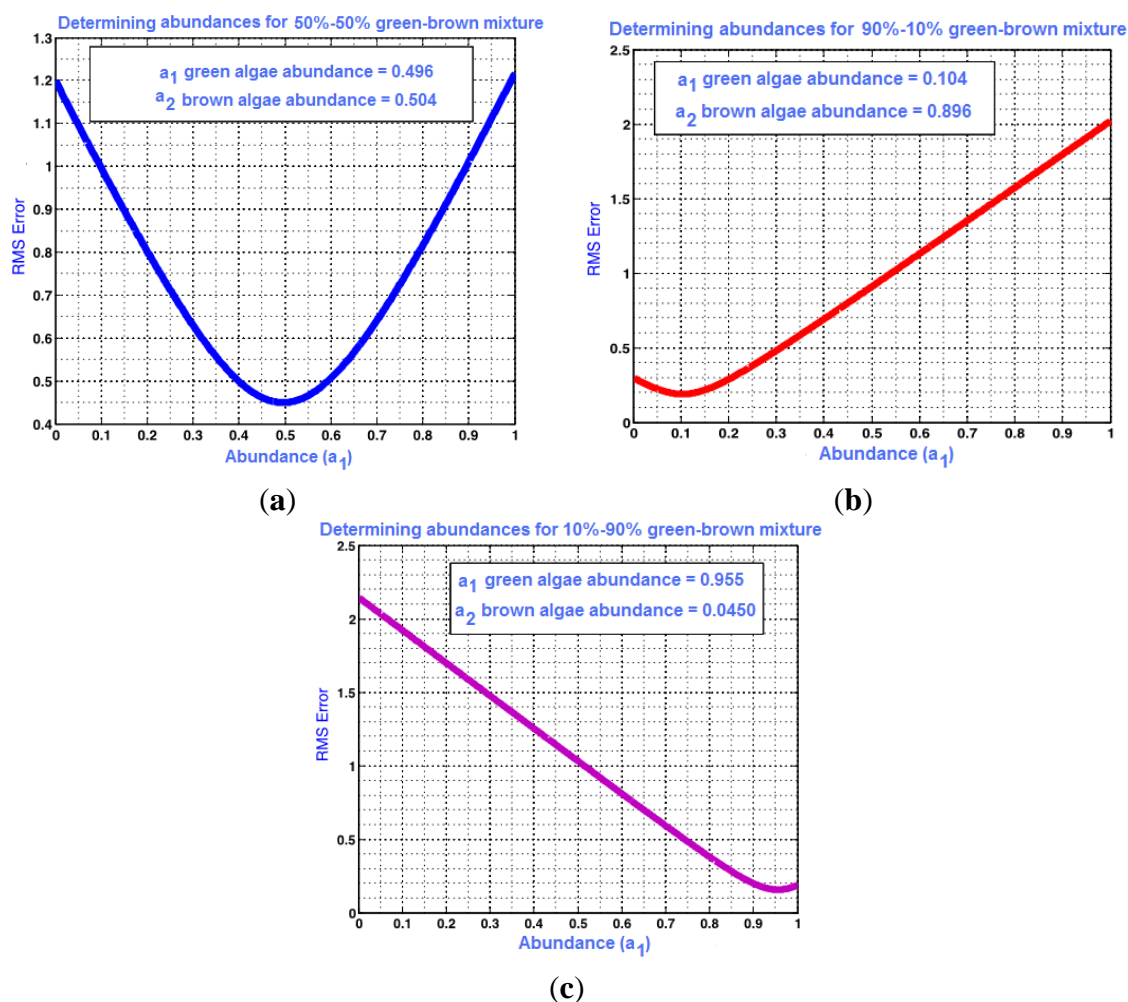 Determining abundances for 50%-50% green-brown mixture
1.3
1.2
1.1
1
0.9
0.8
0.7
0.6
0.5
0.4
RMS Error
a1 green algae abundance = 0.496
a2 brown algae abundance = 0.504
0 0.1 0.2 0.3 0.4 0.5 0.6 0.7 0.8 0.9 1
Abundance (a1)
(a)
Determining abundances for 90%-10% green-brown mixture
2.5
2
1.5
1
0.5
0
RMS Error
a1 green algae abundance = 0.104
a2 brown algae abundance = 0.896
0 0.1 0.2 0.3 0.4 0.5 0.6 0.7 0.8 0.9 1
Abundance (a1)
(b)
Determining abundances for 10%-90% green-brown mixture
2.5
2
1.5
1
0.5
0
RMS Error
a1 green algae abundance = 0.955
a2 brown algae abundance = 0.0450
0 0.1 0.2 0.3 0.4 0.5 0.6 0.7 0.8 0.9 1
Abundance (a1)
(c)